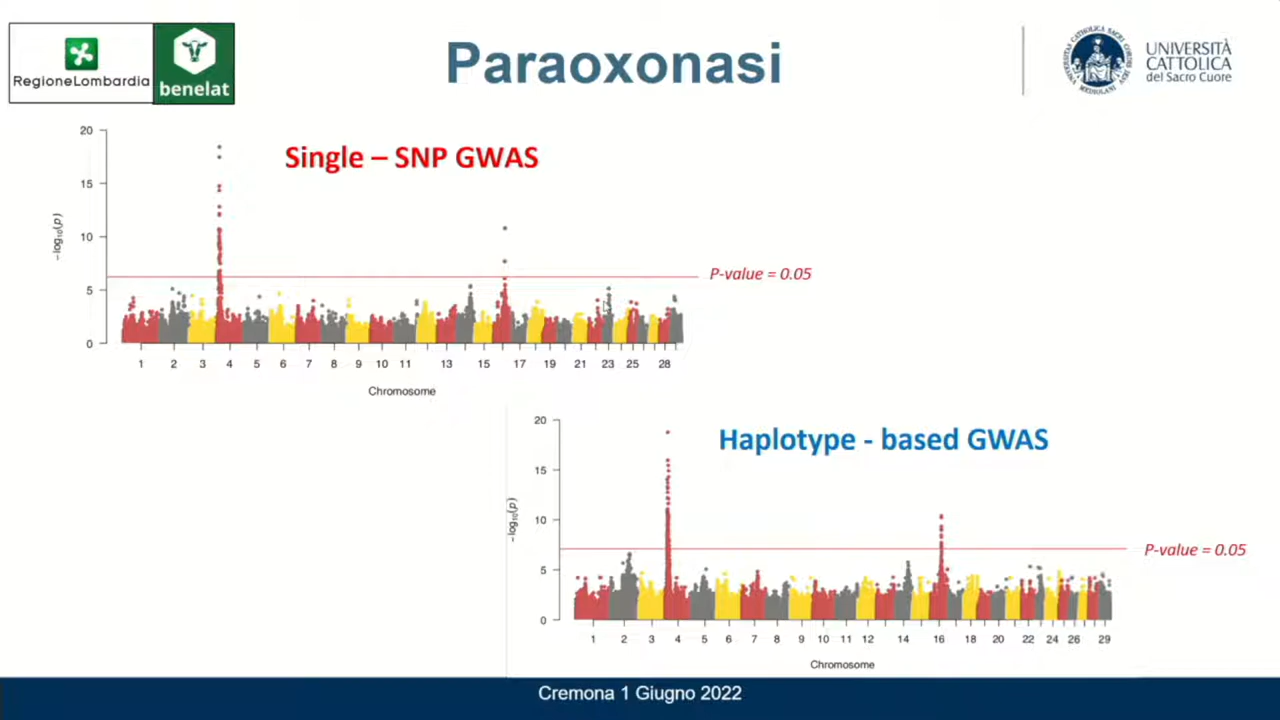 RegioneLombardia
benelat
Paraoxonasi
UNIVERSITÀ
CATTOLICA
del Sacro Cuore
Single – SNP GWAS
20
15
10
5
0
−log10(p)
P-value = 0.05
1 2 3 4 5 6 7 8 9 10 11 13 15 17 19 21 23 25 28
Chromosome
Haplotype - based GWAS
20
15
10
5
0
−log10(p)
P-value = 0.05
1 2 3 4 5 6 7 8 9 10 11 12 14 16 18 20 22 24 26 29
Chromosome
Cremona 1 Giugno 2022